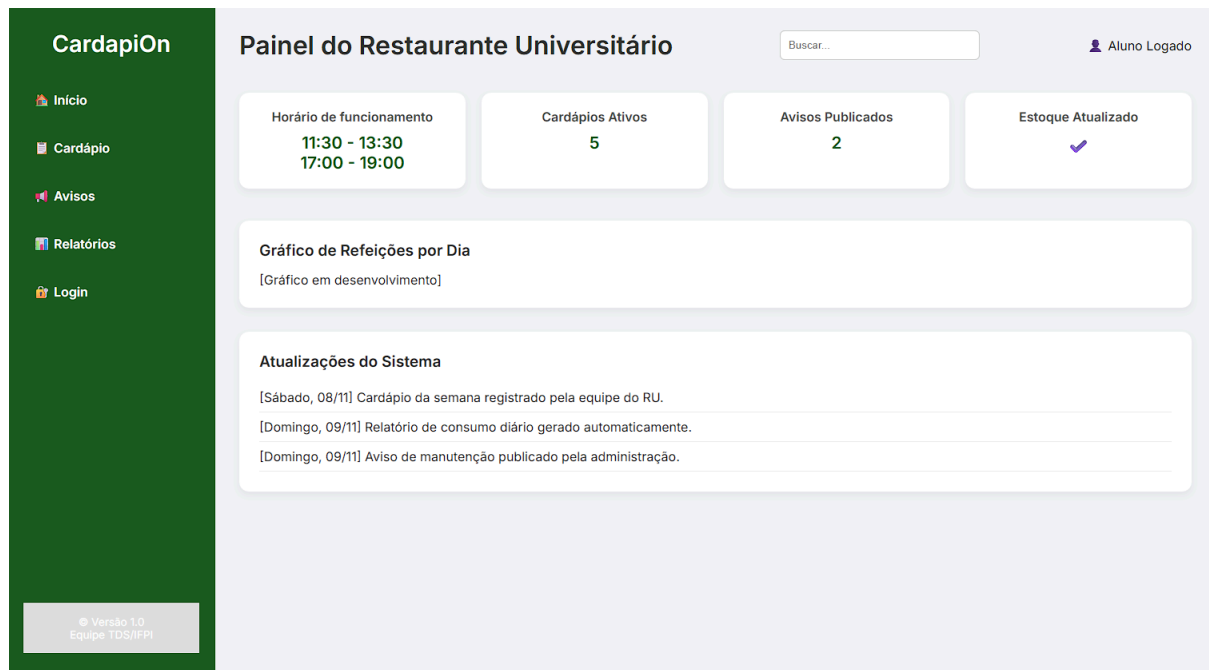 CardapiOn
Início
Cardápio
Avisos
Relatórios
Login
© Versão 1.0
Equipe TDS/IFPI
Painel do Restaurante Universitário
Buscar...
Aluno Logado
Horário de funcionamento
11:30 - 13:30
17:00 - 19:00
Cardápios Ativos
5
Avisos Publicados
2
Estoque Atualizado
Gráfico de Refeições por Dia
[Gráfico em desenvolvimento]
Atualizações do Sistema
[Sábado, 08/11] Cardápio da semana registrado pela equipe do RU.
[Domingo, 09/11] Relatório de consumo diário gerado automaticamente.
[Domingo, 09/11] Aviso de manutenção publicado pela administração.